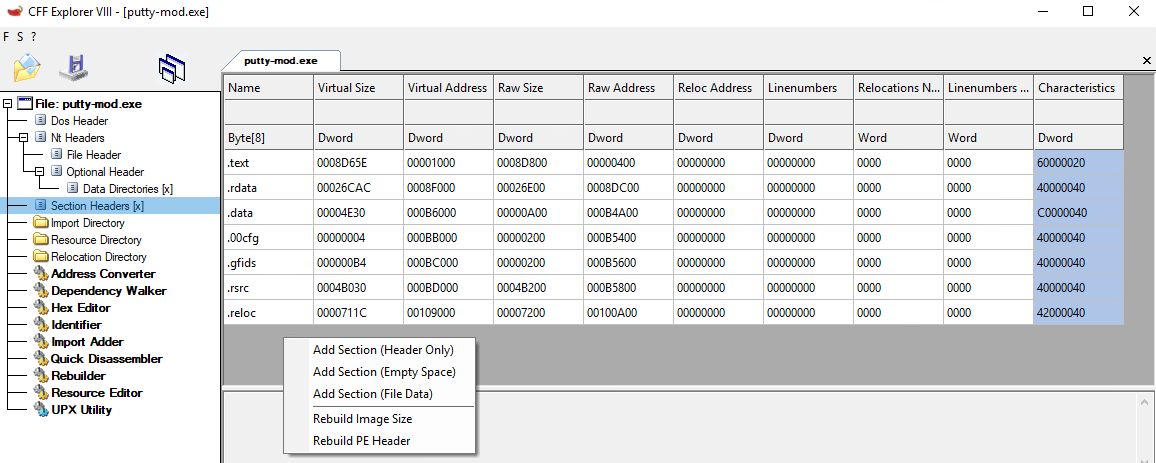 CFF Explorer VIII - [putty-mod.exe]
F S ?
putty-mod.exe
File: putty-mod.exe
Dos Header
Nt Headers
File Header
Optional Header
Data Directories [x]
Section Headers [x]
Import Directory
Resource Directory
Relocation Directory
Address Converter
Dependency Walker
Hex Editor
Identifier
Import Adder
Quick Disassembler
Rebuilder
Resource Editor
UPX Utility
Name Virtual Size Virtual Address Raw Size Raw Address Reloc Address Linenumbers Relocations N... Linenumbers ... Characteristics
Byte[8] Dword Dword Dword Dword Dword Dword Word Word Dword
.text 0008D65E 00001000 0008D800 00000400 00000000 00000000 0000 0000 60000020
.rdata 00026CAC 0008F000 00026E00 0008DC00 00000000 00000000 0000 0000 40000040
.data 00004E30 000B6000 00000A00 000B4A00 00000000 00000000 0000 0000 C0000040
.00cfg 00000004 000BB000 00000200 000B5400 00000000 00000000 0000 0000 40000040
.gfids 000000B4 000BC000 00000200 000B5600 00000000 00000000 0000 0000 40000040
.rsrc 0004B030 000BD000 0004B200 000B5800 00000000 00000000 0000 0000 40000040
.reloc 0000711C 00109000 00007200 00100A00 00000000 00000000 0000 0000 42000040
Add Section (Header Only)
Add Section (Empty Space)
Add Section (File Data)
Rebuild Image Size
Rebuild PE Header